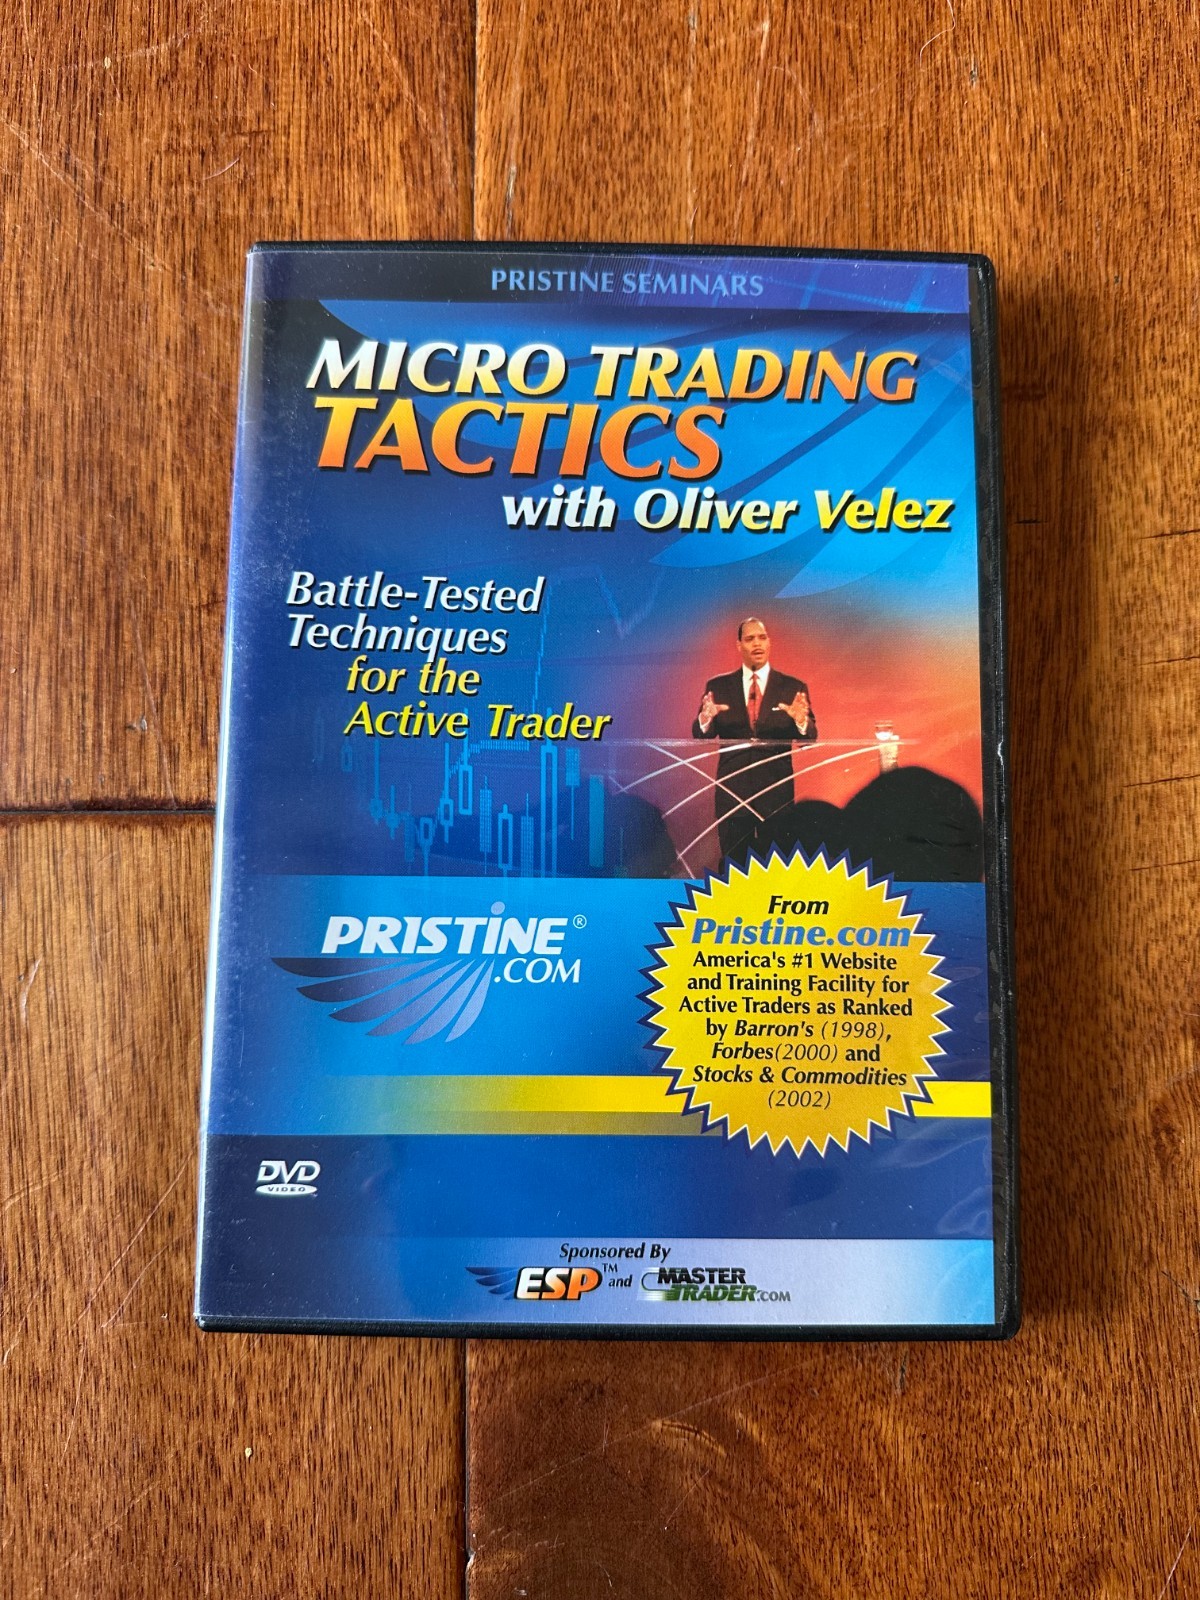 PRISTINE SEMINARS
MICRO TRADING
TACTICS
with Oliver Velez
Battle-Tested
Techniques
for the
Active Trader
PRISTINE®
.COM
From
Pristine.com
America's #1 Website
and Training Facility for
Active Traders as Ranked
by Barron's (1998),
Forbes(2000) and
Stocks & Commodities
(2002)
DVD
VIDEO
Sponsored By
ESP™ and MASTER
TRADER.COM